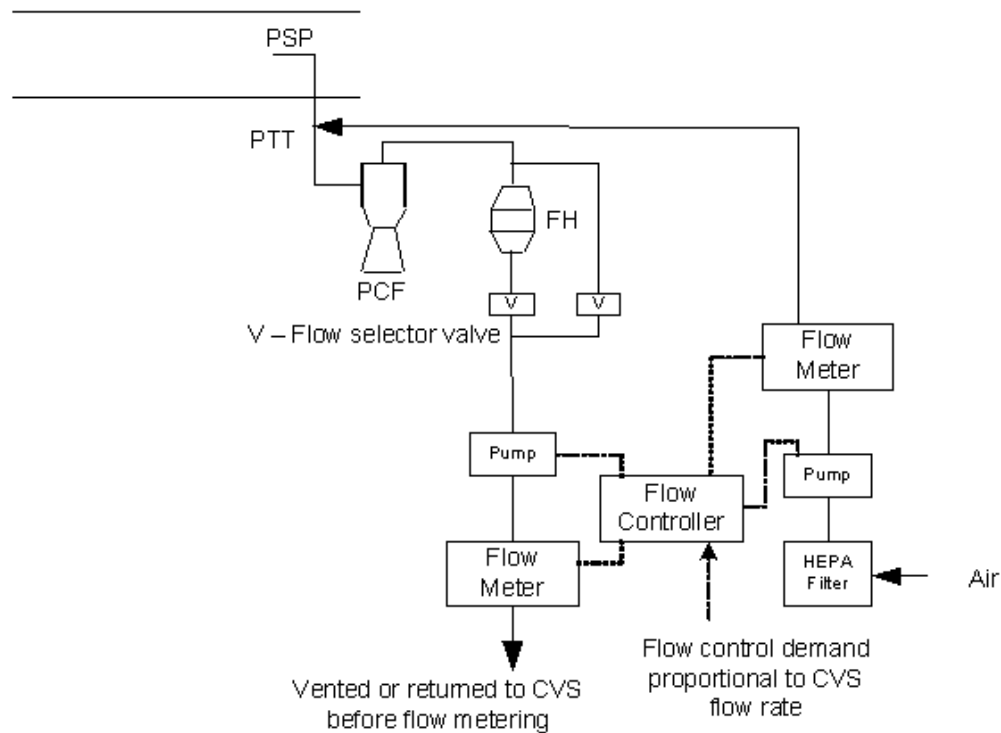 PSP
PTT
FH
PCF
V
V
V – Flow selector valve
Flow
Meter
Pump
Pump
Flow
Controller
Flow
Meter
HEPA
Filter
Air
Flow control demand
proportional to CVS
flow rate
Vented or returned to CVS
before flow metering